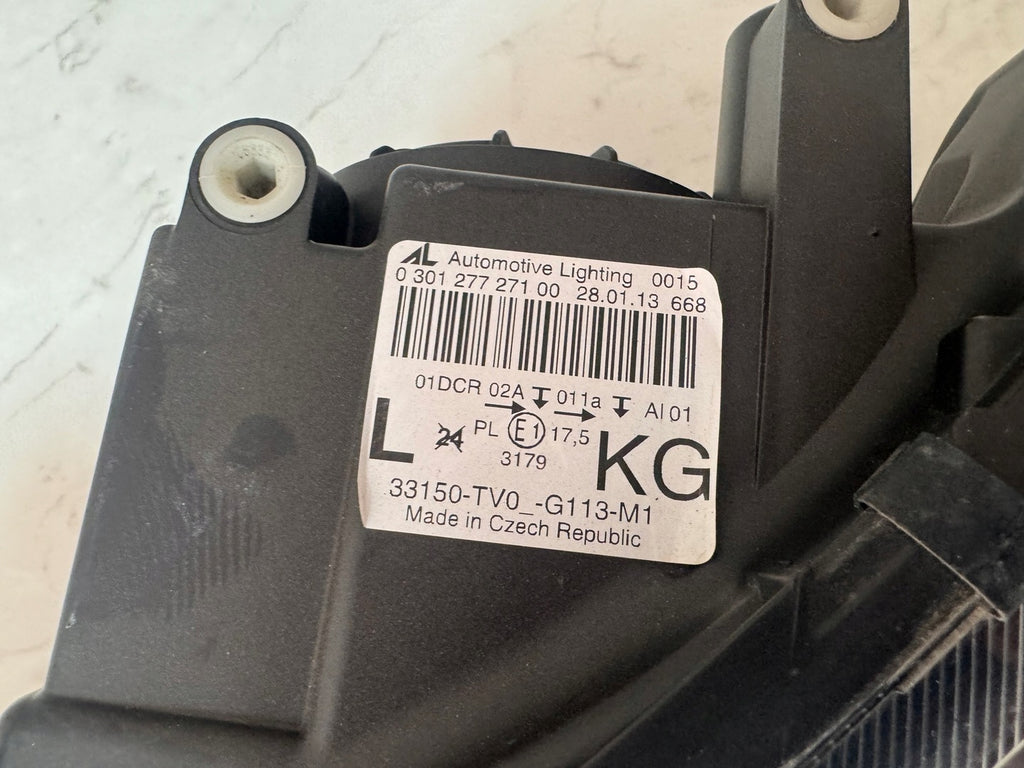 AL Automotive Lighting 0015
0 301 277 271 00 28.01.13 668
01DCR 02A 011a AI 01
L 24 PL E1 17,5 KG
3179
33150-TV0_-G113-M1
Made in Czech Republic